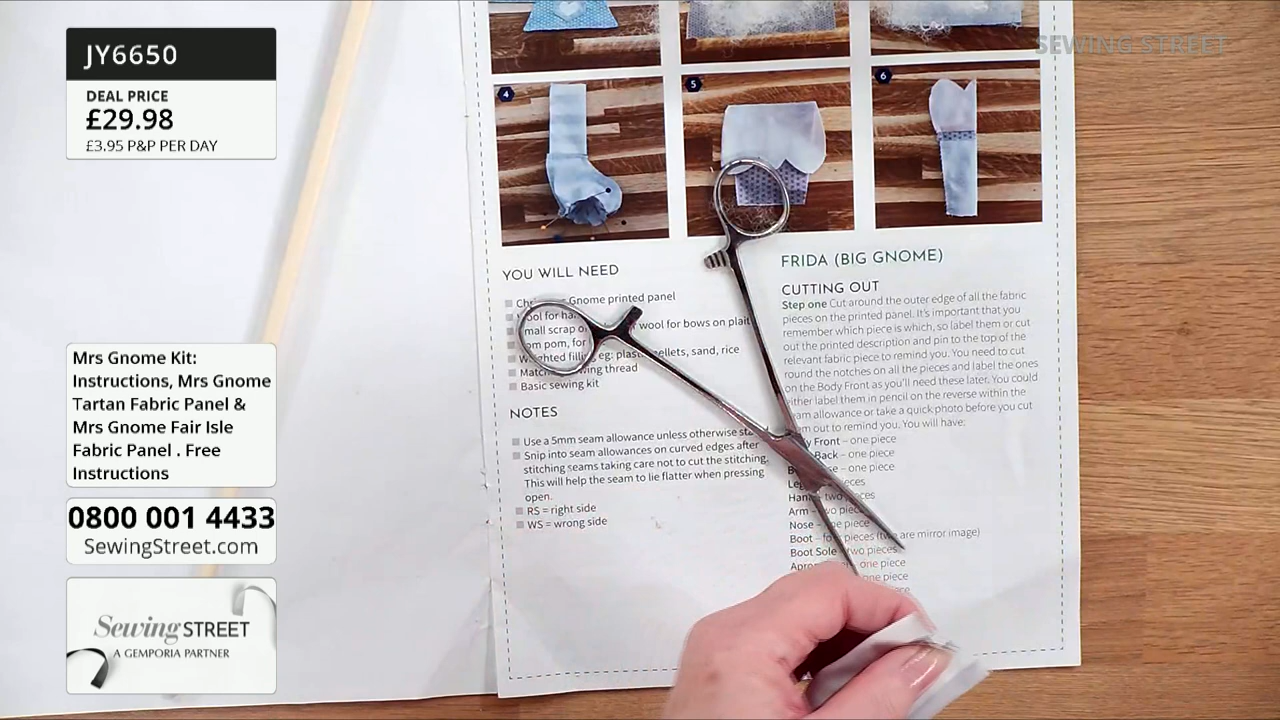 JY6650
DEAL PRICE
£29.98
£3.95 P&P PER DAY
Mrs Gnome Kit:
Instructions, Mrs Gnome
Tartan Fabric Panel &
Mrs Gnome Fair Isle
Fabric Panel . Free
Instructions
0800 001 4433
SewingStreet.com
Sewing STREET
A GEMPORIA PARTNER
SEWING STREET
4
5
6
YOU WILL NEED
Gnome printed panel
wool for bows on plait
pom, for
Weighted eg: pellets, sand, rice
thread
Basic sewing kit
NOTES
Use a 5mm seam allowance unless otherwise
Snip into seam allowances on curved edges after
stitching seams taking care not to cut the stitching.
This will help the seam to lie flatter when pressing
open.
RS = right side
WS = wrong side
FRIDA (BIG GNOME)
CUTTING OUT
Step one Cut around the outer edge of all the fabric
pieces on the printed panel. It's important that you
remember which piece is which, so label them or cut
out the printed description and pin to the top of the
relevant fabric piece to remind you. You need to cut
round the notches on all the pieces and label the ones
on the Body Front as you'll need these later. You could
either label them in pencil on the reverse within the
allowance or take a quick photo before you cut
out to remind you. You will have:
Front – one piece
Back – one piece
– one piece
two
Arm –
Nose – piece
Boot – pieces are mirror image)
Boot Sole two pieces
one piece
one piece